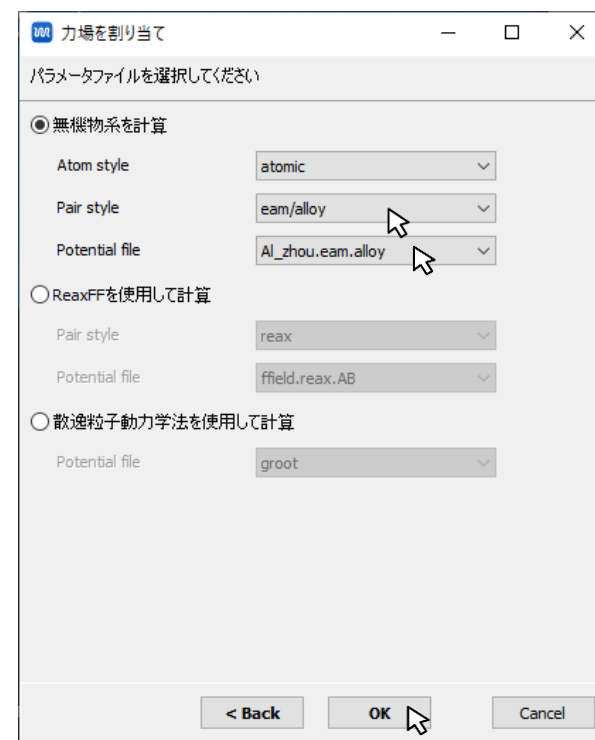 力場を割り当て
パラメータファイルを選択してください
無機物系を計算
Atom style atomic
Pair style eam/alloy
Potential file Al_zhou.eam.alloy
ReaxFFを使用して計算
Pair style reax
Potential file ffield.reax.AB
散逸粒子動力学法を使用して計算
Potential file groot
< Back OK Cancel